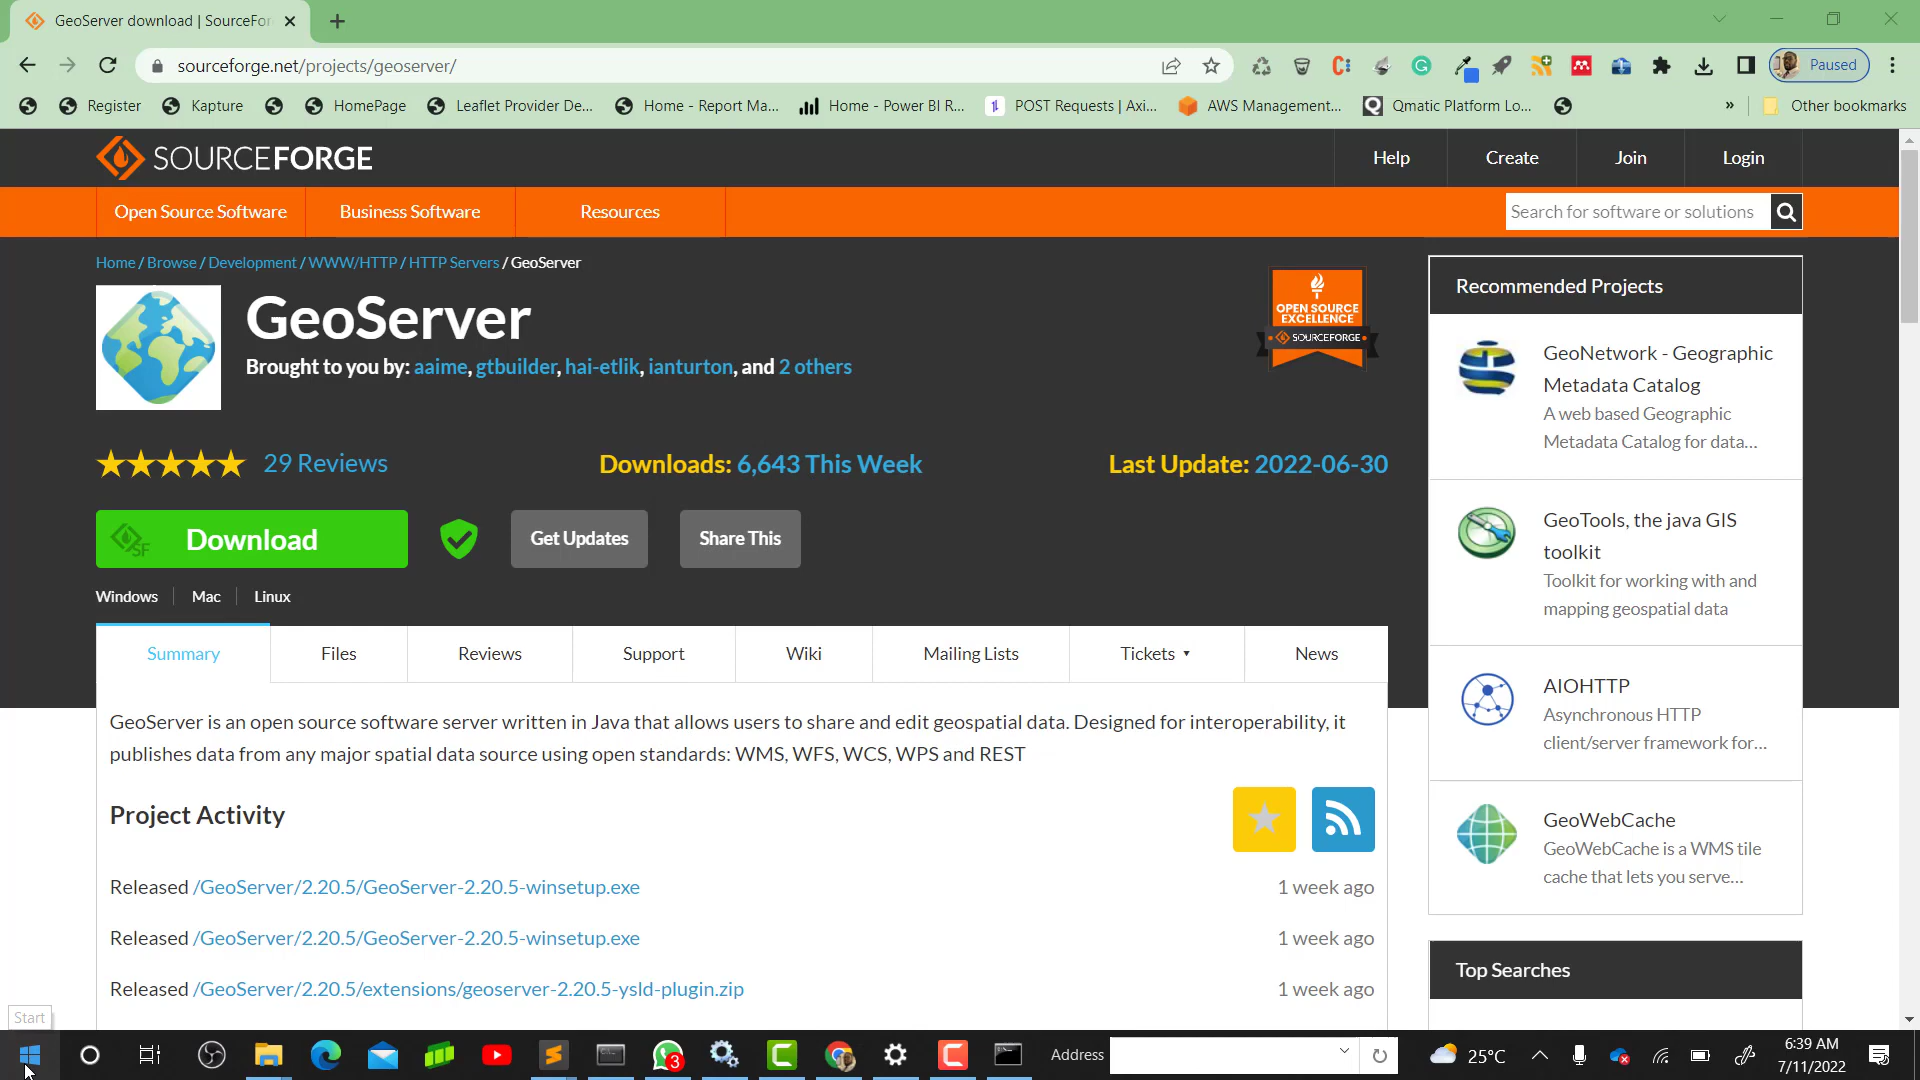 GeoServer download | SourceFor
sourceforge.net/projects/geoserver/
Paused
Register
Kapture
HomePage
Leaflet Provider De...
Home - Report Ma...
Home - Power BI R...
POST Requests | Axi...
AWS Management...
Qmatic Platform Lo...
»
Other bookmarks
SOURCEFORGE
Help
Create
Join
Login
Open Source Software
Business Software
Resources
Search for software or solutions
Home / Browse / Development / WWW/HTTP / HTTP Servers / GeoServer
GeoServer
Brought to you by: aaime, gtbuilder, hai-etlik, ianturton, and 2 others
OPEN SOURCE
EXCELLENCE
SOURCEFORGE
29 Reviews
Downloads: 6,643 This Week
Last Update: 2022-06-30
SF
Download
Get Updates
Share This
Windows
Mac
Linux
Summary
Files
Reviews
Support
Wiki
Mailing Lists
Tickets
News
GeoServer is an open source software server written in Java that allows users to share and edit geospatial data. Designed for interoperability, it
publishes data from any major spatial data source using open standards: WMS, WFS, WCS, WPS and REST
Project Activity
Released /GeoServer/2.20.5/GeoServer-2.20.5-winsetup.exe
1 week ago
Released /GeoServer/2.20.5/GeoServer-2.20.5-winsetup.exe
1 week ago
Released /GeoServer/2.20.5/extensions/geoserver-2.20.5-ysld-plugin.zip
1 week ago
Recommended Projects
GeoNetwork - Geographic
Metadata Catalog
A web based Geographic
Metadata Catalog for data...
GeoTools, the java GIS
toolkit
Toolkit for working with and
mapping geospatial data
AIOHTTP
Asynchronous HTTP
client/server framework for...
GeoWebCache
GeoWebCache is a WMS tile
cache that lets you serve...
Top Searches
Start
3
Address
25°C
6:39 AM
7/11/2022